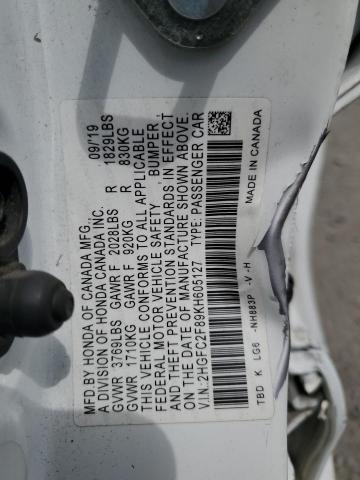 MFD BY HONDA OF CANADA MFG. 09/19
A DIVISION OF HONDA CANADA INC.
GVWR 3769LBS GAWR F 2028LBS R 1829LBS
GVWR 1710KG GAWR F 920KG R 830KG
THIS VEHICLE CONFORMS TO ALL APPLICABLE
FEDERAL MOTOR VEHICLE SAFETY , BUMPER,
AND THEFT PREVENTION STANDARDS IN EFFECT
ON THE DATE OF MANUFACTURE SHOWN ABOVE.
V.I.N: 2HGFC2F89KH605127 TYPE: PASSENGER CAR
TBD K LG6 -NH883P -V -H MADE IN CANADA